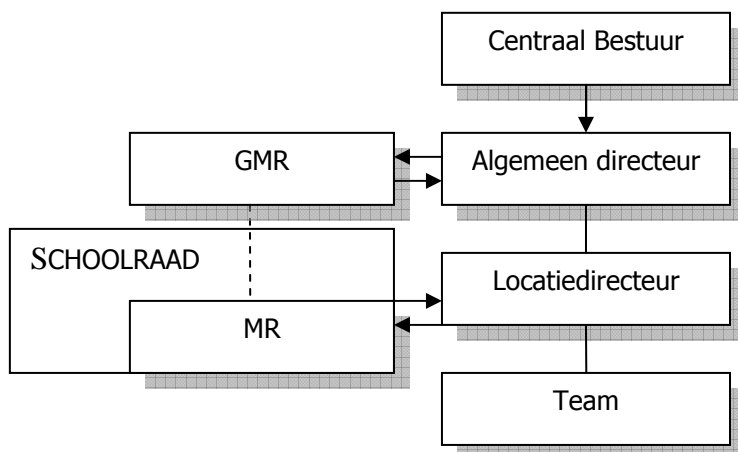 Centraal Bestuur
GMR
Algemeen directeur
SCHOOLRAAD
Locatiedirecteur
MR
Team